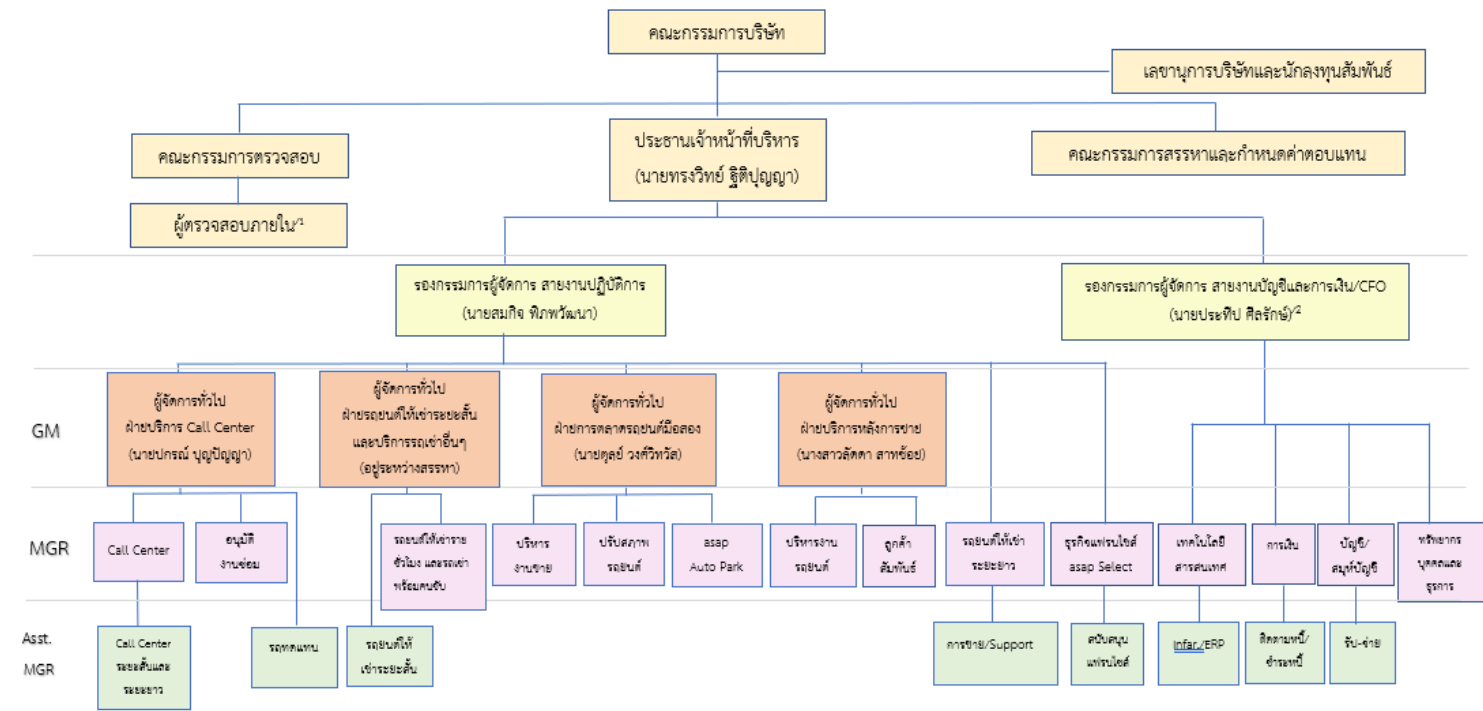 คณะกรรมการบริษัท
เลขานุการบริษัทและนักลงทุนสัมพันธ์
คณะกรรมการตรวจสอบ
ประธานเจ้าหน้าที่บริหาร
(นายทรงวิทย์ ฐิติปุญญา)
คณะกรรมการสรรหาและกำหนดค่าตอบแทน
ผู้ตรวจสอบภายใน/1
รองกรรมการผู้จัดการ สายงานปฏิบัติการ
(นายสมกิจ พิภพวัฒนา)
รองกรรมการผู้จัดการ สายงานบัญชีและการเงิน/CFO
(นายประทีป ศิลรักษ์)/2
GM
ผู้จัดการทั่วไป
ฝ่ายบริการ Call Center
(นายปกรณ์ บุญปัญญา)
ผู้จัดการทั่วไป
ฝ่ายรถยนต์ให้เช่าระยะสั้น
และบริการรถเช่าอื่นๆ
(อยู่ระหว่างสรรหา)
ผู้จัดการทั่วไป
ฝ่ายการตลาดรถยนต์มือสอง
(นายตุลย์ วงศ์วิทวัส)
ผู้จัดการทั่วไป
ฝ่ายบริการหลังการขาย
(นางสาวลัดดา สาทช้อย)
MGR
Call Center
อนุมัติ
งานซ่อม
รถยนต์ให้เช่าราย
ชั่วโมง และรถเช่า
พร้อมคนขับ
บริหาร
งานขาย
ปรับสภาพ
รถยนต์
asap
Auto Park
บริหารงาน
รถยนต์
ลูกค้า
สัมพันธ์
รถยนต์ให้เช่า
ระยะยาว
ธุรกิจแฟรนไชส์
asap Select
เทคโนโลยี
สารสนเทศ
การเงิน
บัญชี/
สมุห์บัญชี
ทรัพยากร
บุคคลและ
ธุรการ
Asst.
MGR
Call Center
ระยะสั้นและ
ระยะยาว
รถทดแทน
รถยนต์ให้
เช่าระยะสั้น
การขาย/Support
สนับสนุน
แฟรนไชส์
Infar./ERP
ติดตามหนี้/
ชำระหนี้
รับ-จ่าย